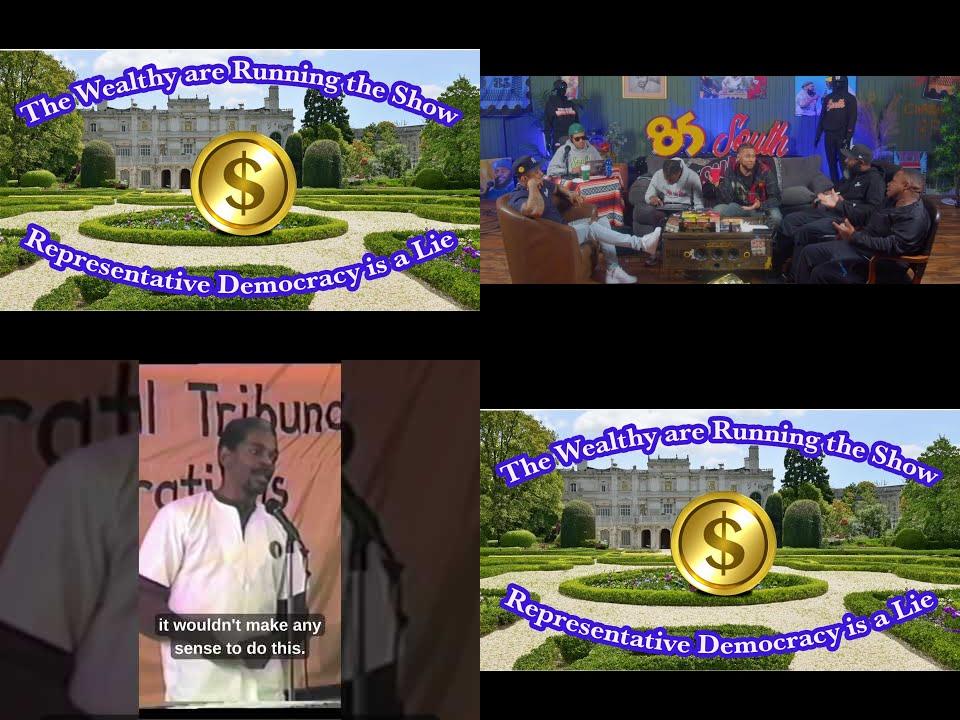 The Wealthy are Running the Show
$
Representative Democracy is a Lie
85 South
l Tribuna
it wouldn't make any
sense to do this.
The Wealthy are Running the Show
$
Representative Democracy is a Lie